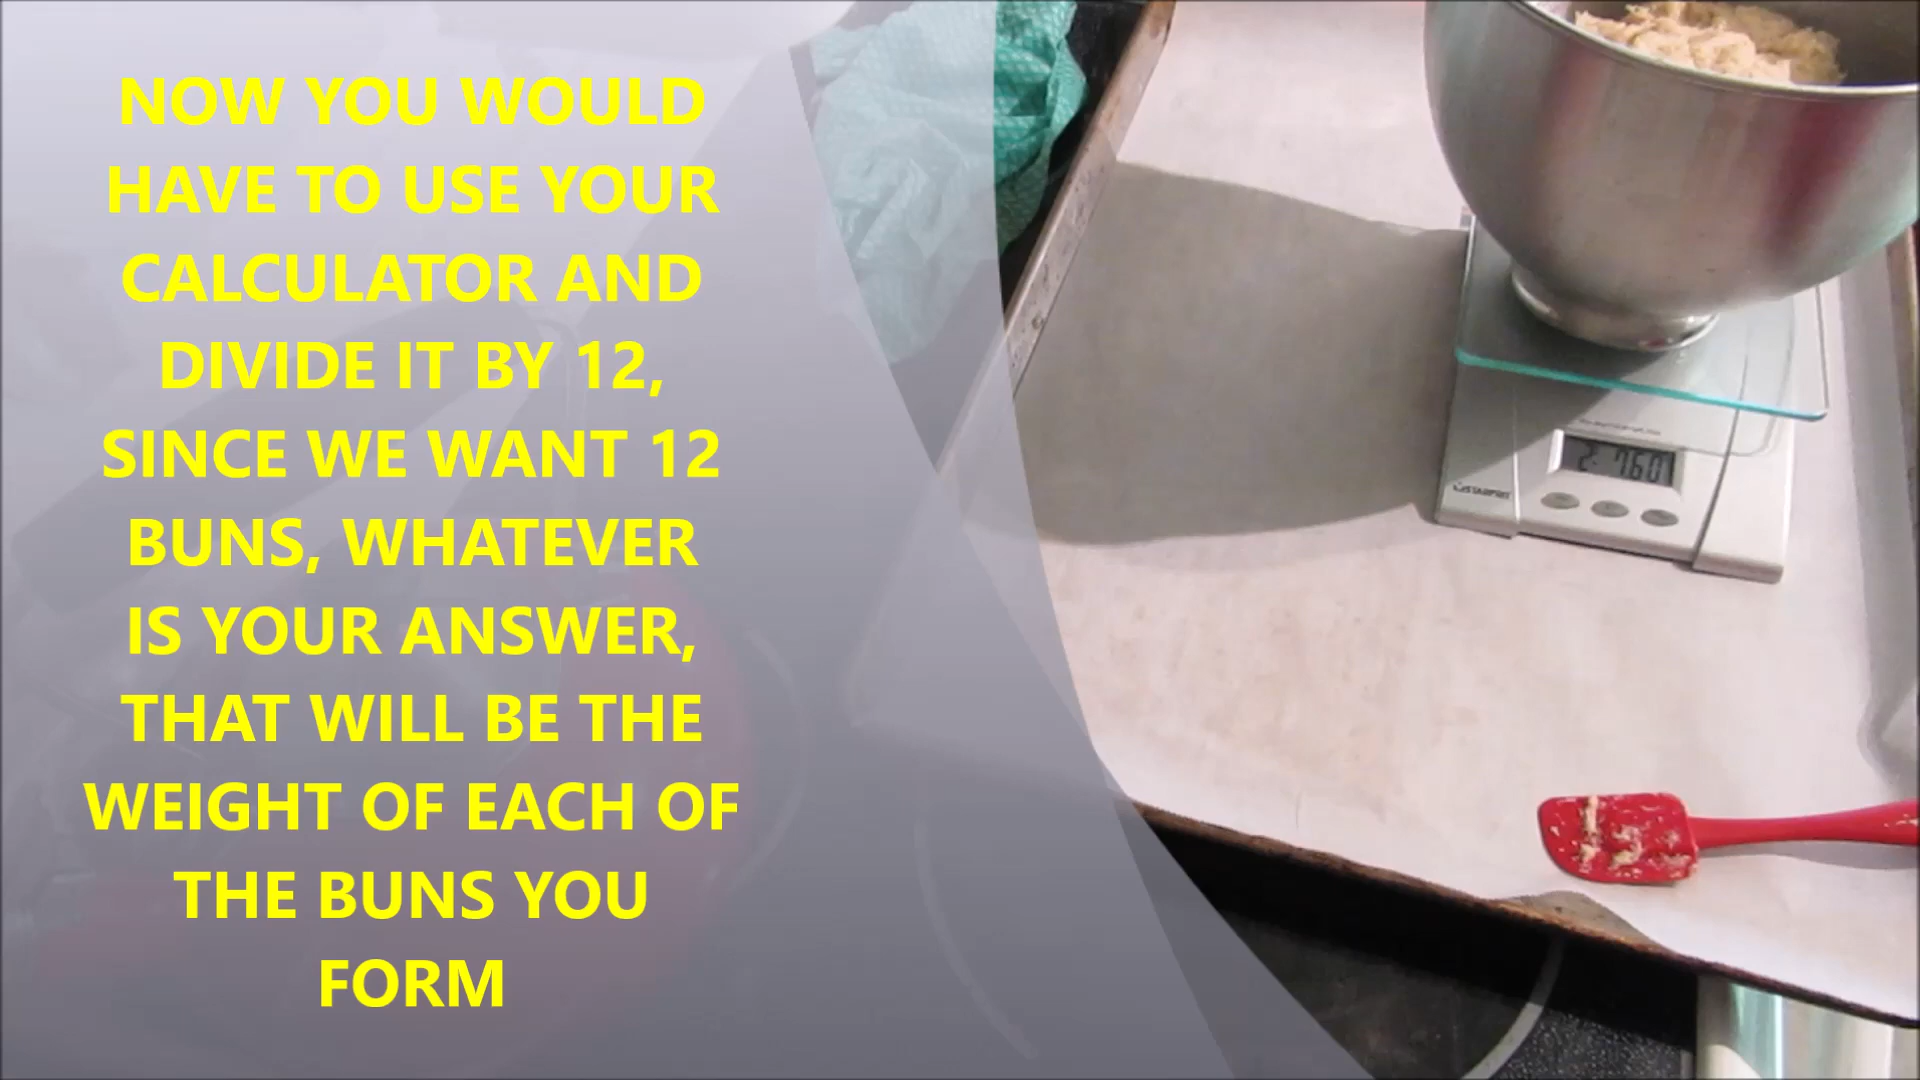 NOW YOU WOULD
HAVE TO USE YOUR
CALCULATOR AND
DIVIDE IT BY 12,
SINCE WE WANT 12
BUNS, WHATEVER
IS YOUR ANSWER,
THAT WILL BE THE
WEIGHT OF EACH OF
THE BUNS YOU
FORM